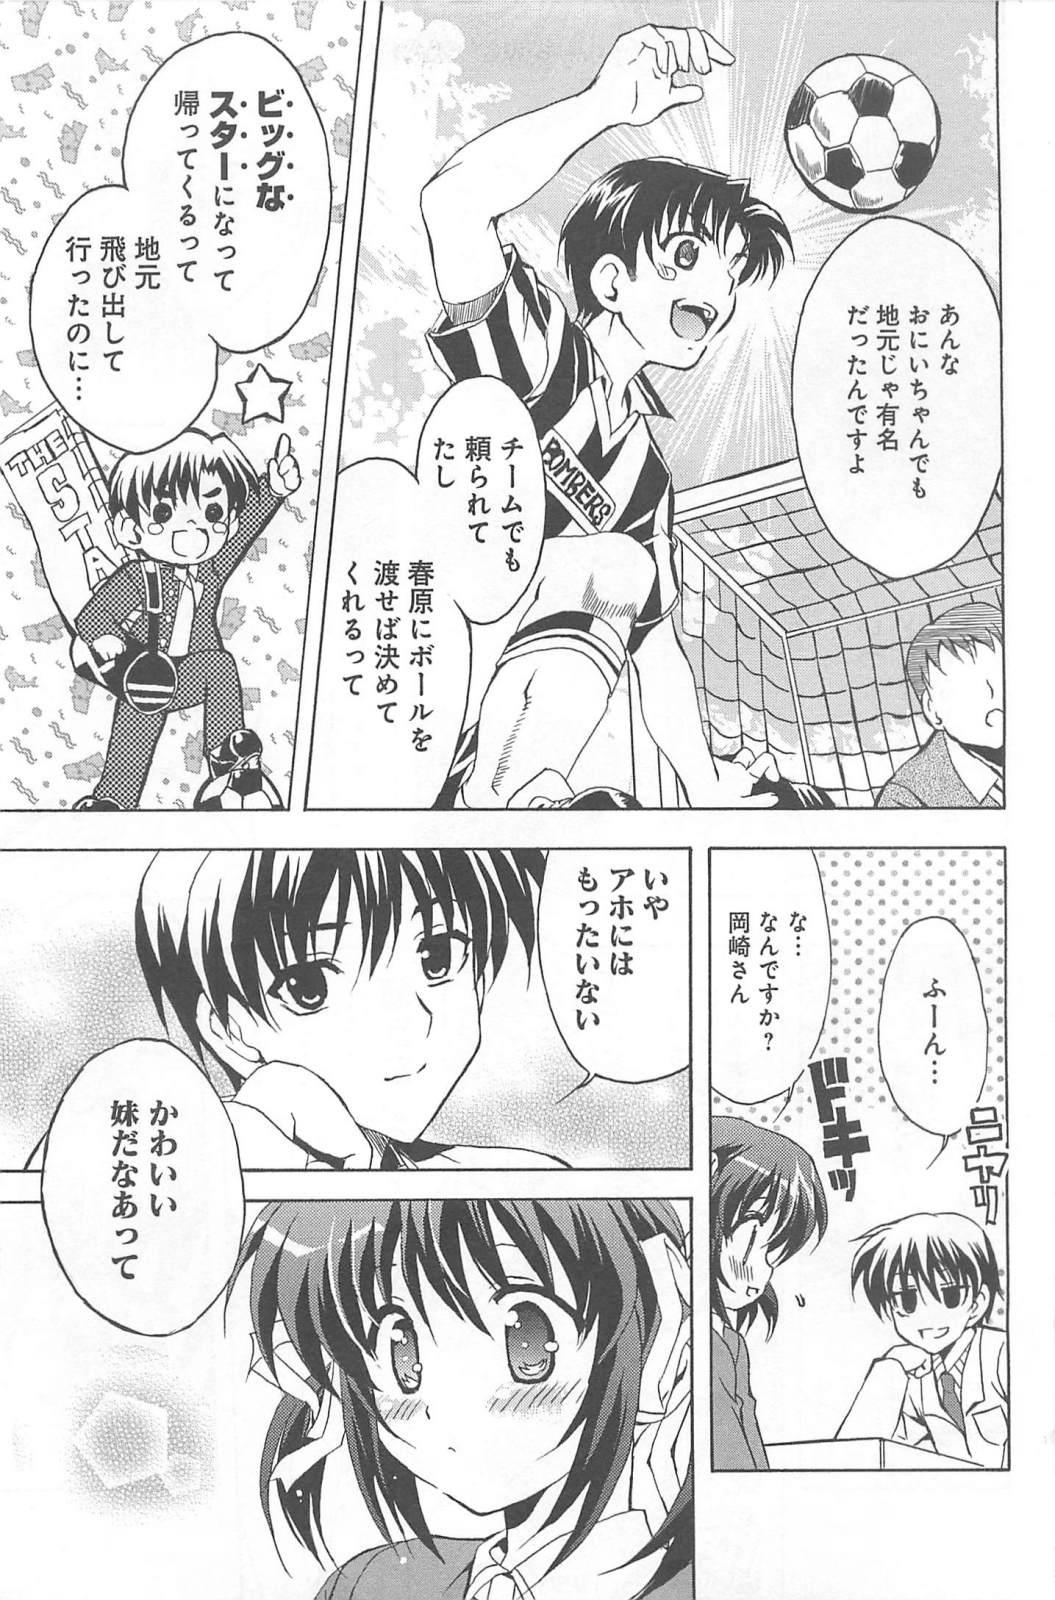 あんな
おにいちゃんでも
地元じゃ有名
だったんですよ
チームでも
頼られて
たし
春原にボールを
渡せば決めて
くれるって
BOMBERS
ビッグな
スターになって
帰ってくるって
地元
飛び出して
行ったのに…
THE
STA
ふーん…
ニヤッ
な…
なんですか?
岡崎さん
ドキッ
いや
アホには
もったいない
かわいい
妹だなあって